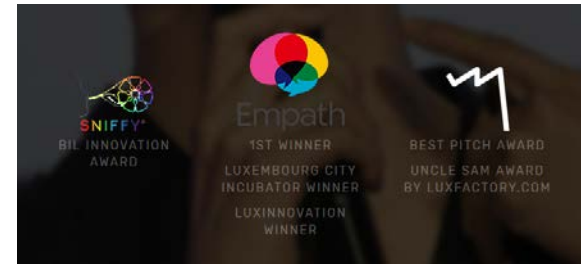 SNIFFY®
BIL INNOVATION
AWARD
Empath
1ST WINNER
LUXEMBOURG CITY
INCUBATOR WINNER
LUXINNOVATION
WINNER
BEST PITCH AWARD
UNCLE SAM AWARD
BY LUXFACTORY.COM